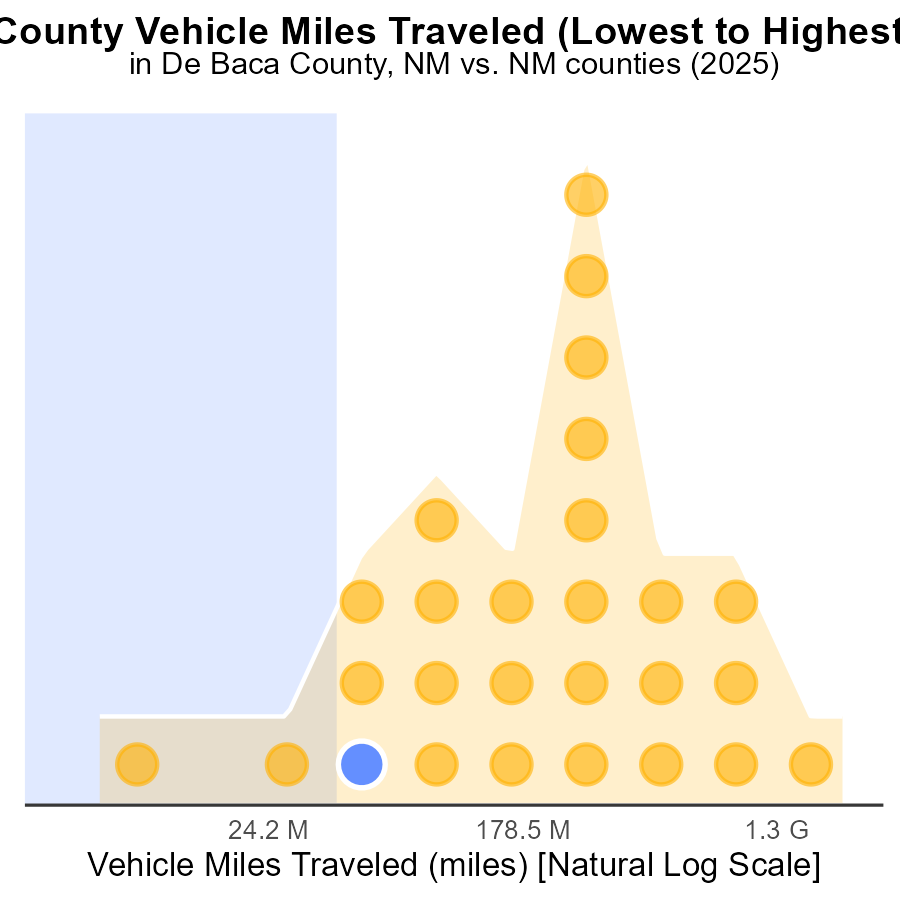 County Vehicle Miles Traveled (Lowest to Highest
in De Baca County, NM vs. NM counties (2025)
24.2 M
178.5 M
1.3 G
Vehicle Miles Traveled (miles) [Natural Log Scale]